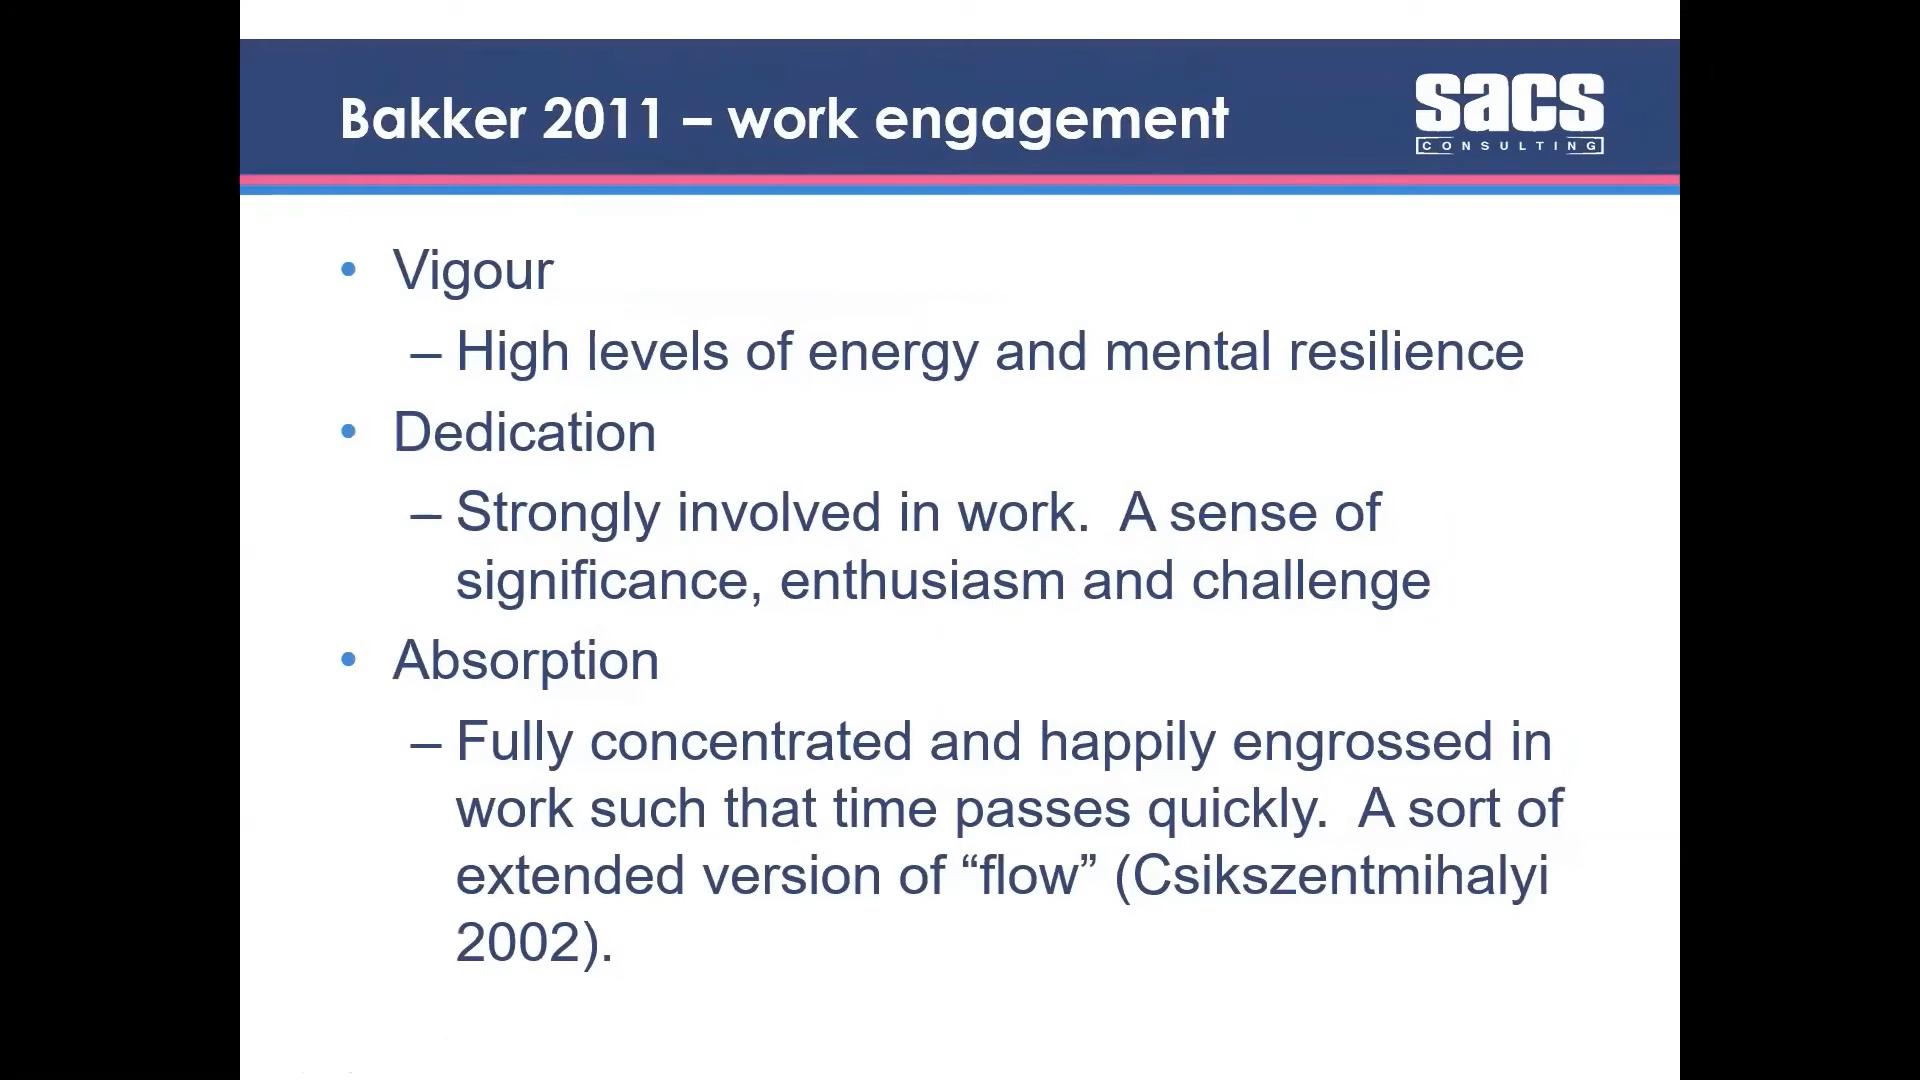 Bakker 2011 – work engagement
sacs
CONSULTING
• Vigour
– High levels of energy and mental resilience
• Dedication
– Strongly involved in work.  A sense of
significance, enthusiasm and challenge
• Absorption
– Fully concentrated and happily engrossed in
work such that time passes quickly.  A sort of
extended version of “flow” (Csikszentmihalyi
2002).